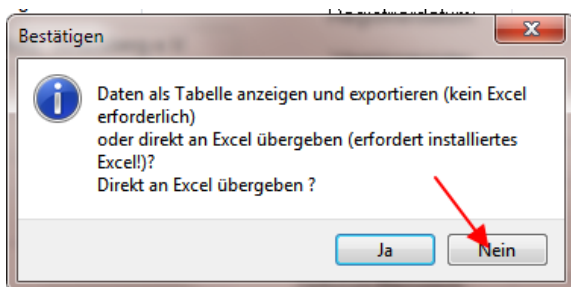 Bestätigen
Daten als Tabelle anzeigen und exportieren (kein Excel
erforderlich)
oder direkt an Excel übergeben (erfordert installiertes
Excel!)?
Direkt an Excel übergeben ?
Ja
Nein